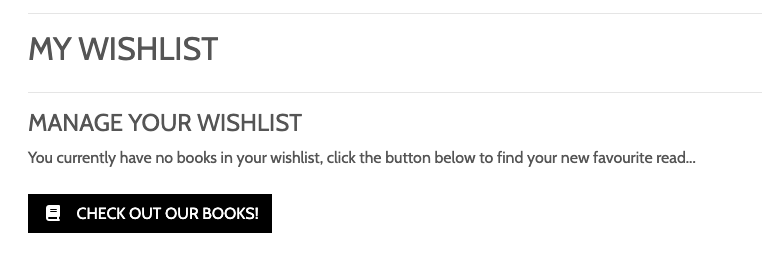 MY WISHLIST
MANAGE YOUR WISHLIST
You currently have no books in your wishlist, click the button below to find your new favourite read...
CHECK OUT OUR BOOKS!